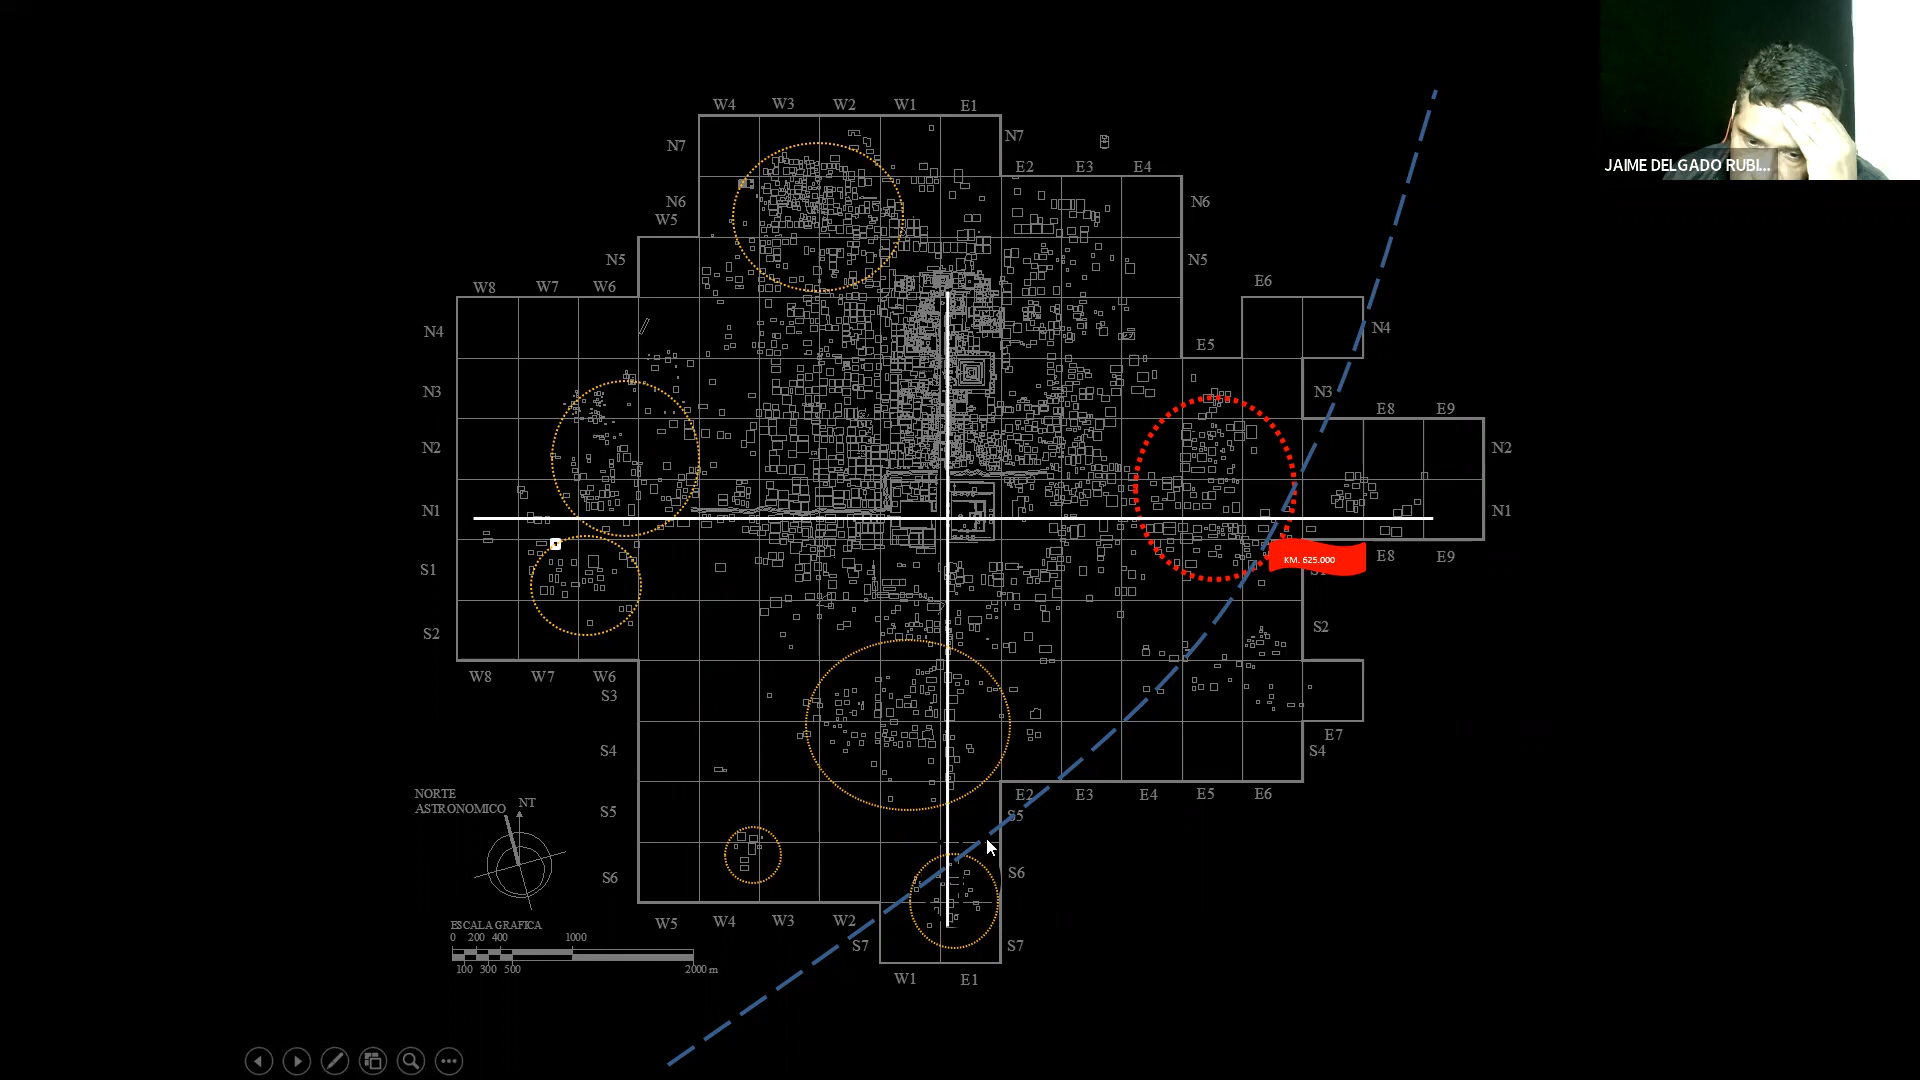 JAIME DELGADO RUBI...
W4 W3 W2 W1 E1
N7 N7
E2 E3 E4
N6 N6
W5
N5 N5
E6
W8 W7 W6
N4 N4
E5
N3 N3
E8 E9
N2 N2
N1 N1
KM. 625.000
E8 E9
S1
S2 S2
W8 W7 W6
S3
E7
S4 S4
NORTE
ASTRONOMICO NT
E2 E3 E4 E5 E6
S5 S5
S6 S6
W5 W4 W3 W2
S7 S7
W1 E1
ESCALA GRAFICA
0 200 400 1000
100 300 500 2000 m